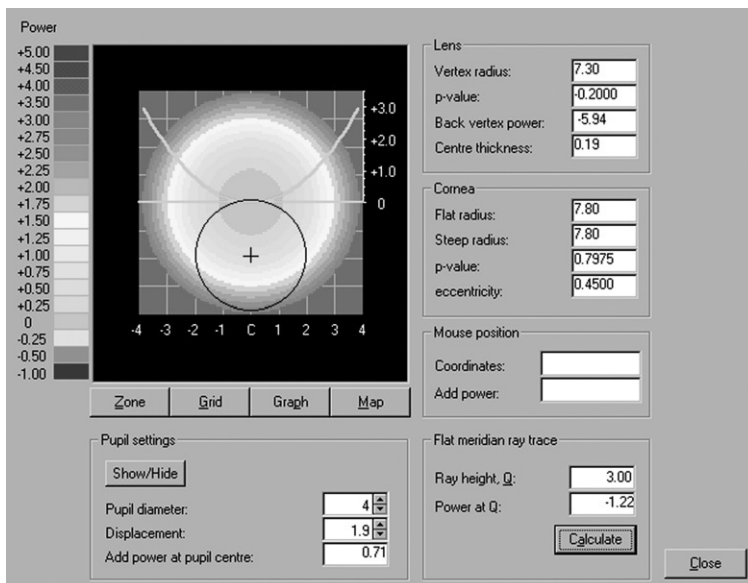 Power
+5.00
+4.50
+4.00
+3.50
+3.00
+2.75
+2.50
+2.25
+2.00
+1.75
+1.50
+1.25
+1.00
+0.75
+0.50
+0.25
0
-0.25
-0.50
-1.00
+3.0
+2.0
+1.0
0
-4 -3 -2 -1 C 1 2 3 4
Zone Grid Graph Map
Pupil settings
Show/Hide
Pupil diameter: 4
Displacement: 1.9
Add power at pupil centre: 0.71
Lens
Vertex radius: 7.30
p-value: -0.2000
Back vertex power: -5.94
Centre thickness: 0.19
Cornea
Flat radius: 7.80
Steep radius: 7.80
p-value: 0.7975
eccentricity: 0.4500
Mouse position
Coordinates:
Add power:
Flat meridian ray trace
Ray height, Q: 3.00
Power at Q: -1.22
Calculate
Close